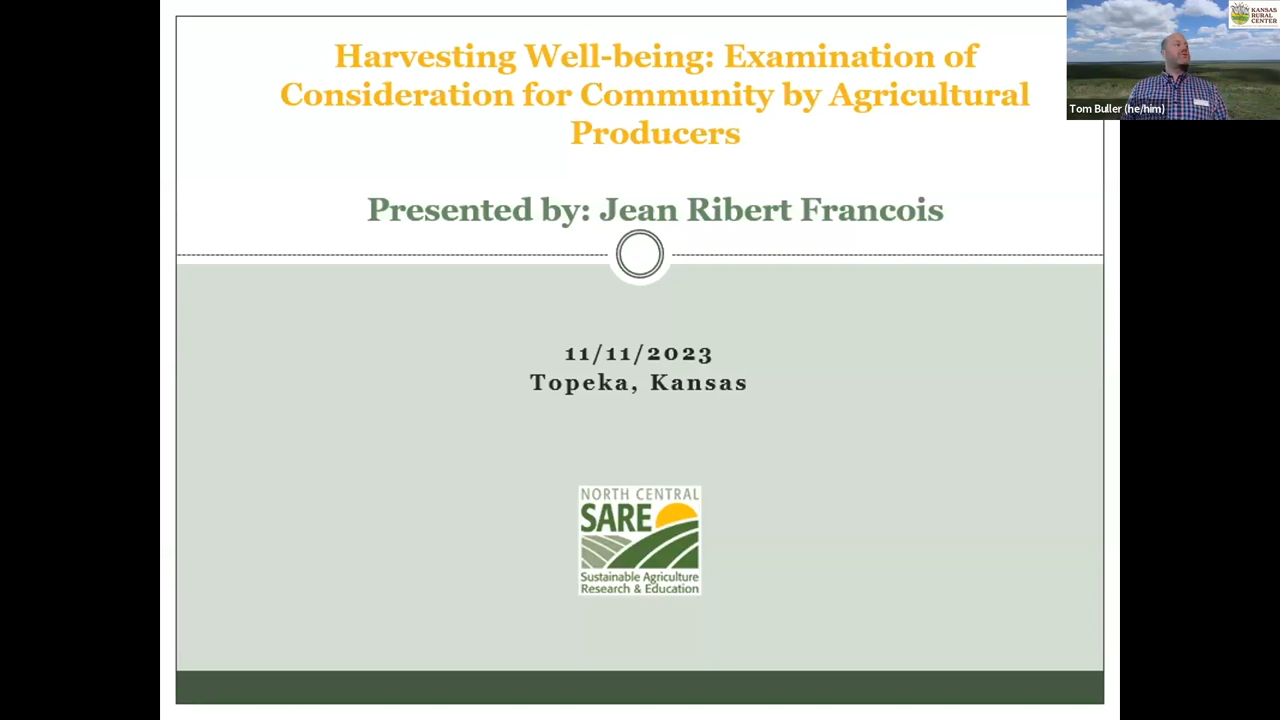 Harvesting Well-being: Examination of
Consideration for Community by Agricultural
Producers
Presented by: Jean Ribert Francois
11/11/2023
Topeka, Kansas
NORTH CENTRAL
SARE
Sustainable Agriculture
Research & Education
KANSAS
RURAL
CENTER
Tom Buller (he/him)